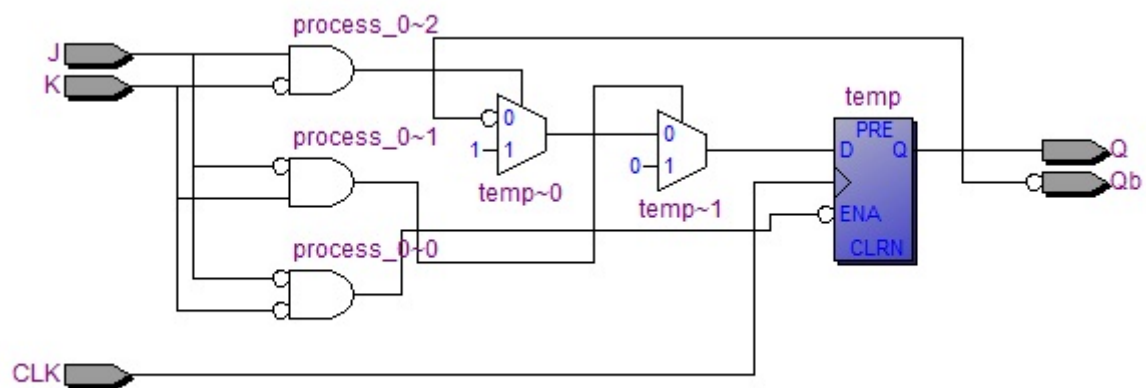 process_0~2
J
K
0
1
1
temp~0
process_0~1
0
0
1
temp~1
temp
PRE
D
Q
ENA
CLRN
Q
Qb
process_0~0
CLK